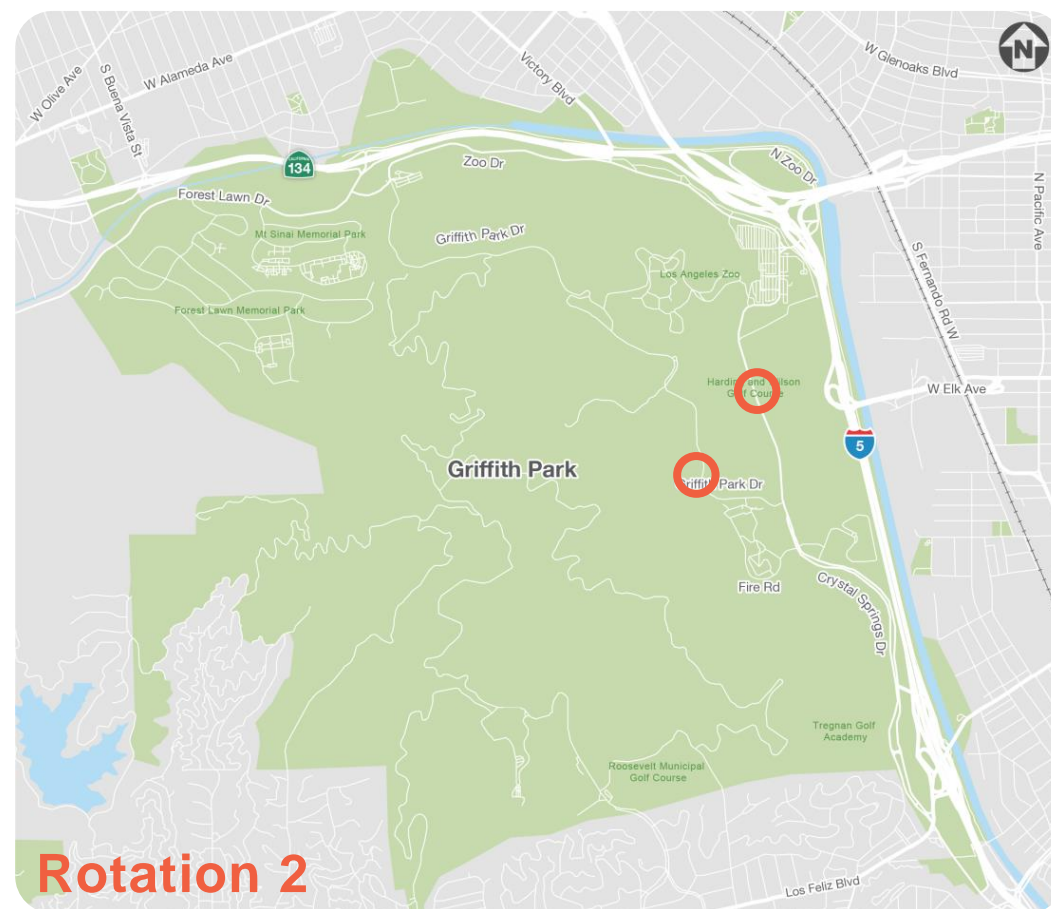 N
W Olive Ave
S Buena Vista St
W Alameda Ave
Victory Blvd
W Glenoaks Blvd
CALIFORNIA
134
Zoo Dr
N Zoo Dr
N Pacific Ave
Forest Lawn Dr
Mt Sinai Memorial Park
Griffith Park Dr
S Fernando Rd W
Los Angeles Zoo
Forest Lawn Memorial Park
Golf
W Elk Ave
5
Griffith Park
Park Dr
Fire Rd
Crystal Springs Dr
Tregnan Golf
Academy
Roosevelt Municipal
Golf Course
Rotation 2
Los Feliz Blvd